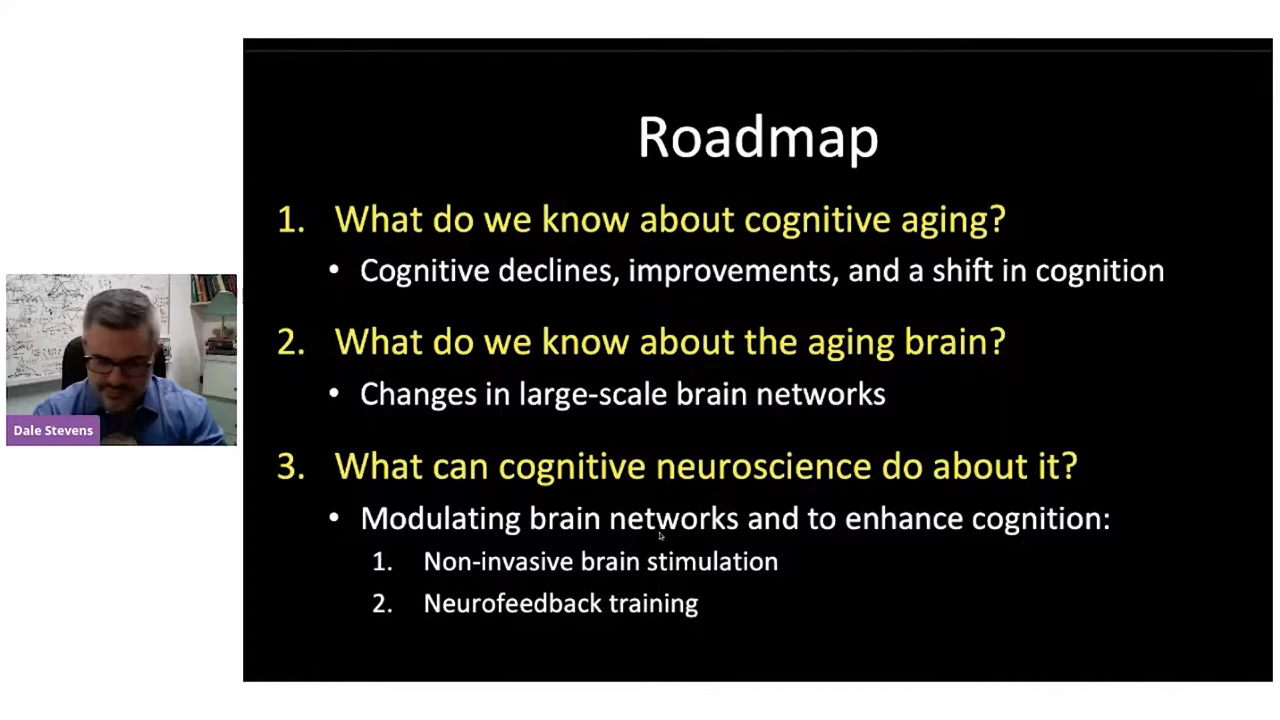 Roadmap
1. What do we know about cognitive aging?
• Cognitive declines, improvements, and a shift in cognition
2. What do we know about the aging brain?
• Changes in large-scale brain networks
3. What can cognitive neuroscience do about it?
• Modulating brain networks and to enhance cognition:
1. Non-invasive brain stimulation
2. Neurofeedback training
Dale Stevens